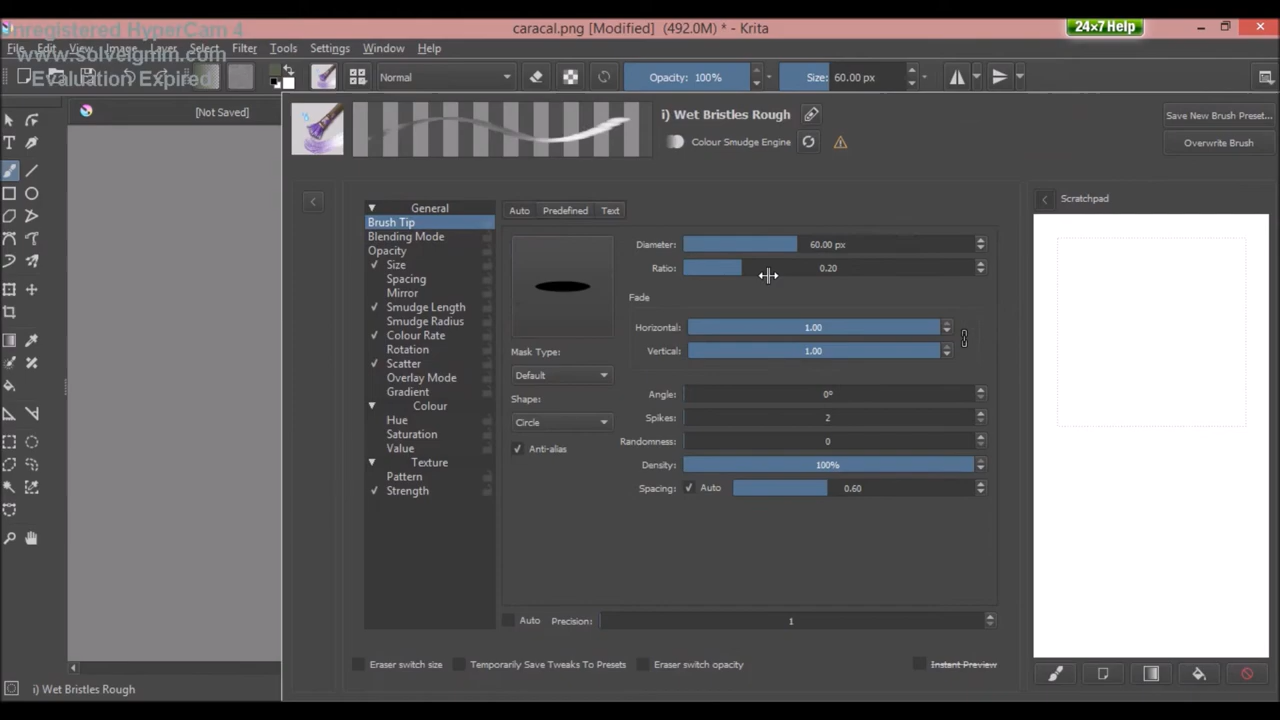 Unregistered HyperCam 4
caracal.png [Modified] (492.0M) * - Krita
24x7 Help
File Edit View Image Layer Select Filter Tools Settings Window Help
www.solveigmm.com
Evaluation Expired
Normal
Opacity: 100%
Size: 60.00 px
[Not Saved]
i) Wet Bristles Rough
Colour Smudge Engine
Save New Brush Preset...
Overwrite Brush
General
Brush Tip
Blending Mode
Opacity
Size
Spacing
Mirror
Smudge Length
Smudge Radius
Colour Rate
Rotation
Scatter
Overlay Mode
Gradient
Colour
Hue
Saturation
Value
Texture
Pattern
Strength
Auto Predefined Text
Diameter: 60.00 px
Ratio: 0.20
Fade
Horizontal: 1.00
Vertical: 1.00
Mask Type:
Default
Shape:
Circle
Anti-alias
Angle: 0º
Spikes: 2
Randomness: 0
Density: 100%
Spacing: Auto 0.60
Auto Precision: 1
Eraser switch size Temporarily Save Tweaks To Presets Eraser switch opacity Instant Preview
Scratchpad
i) Wet Bristles Rough